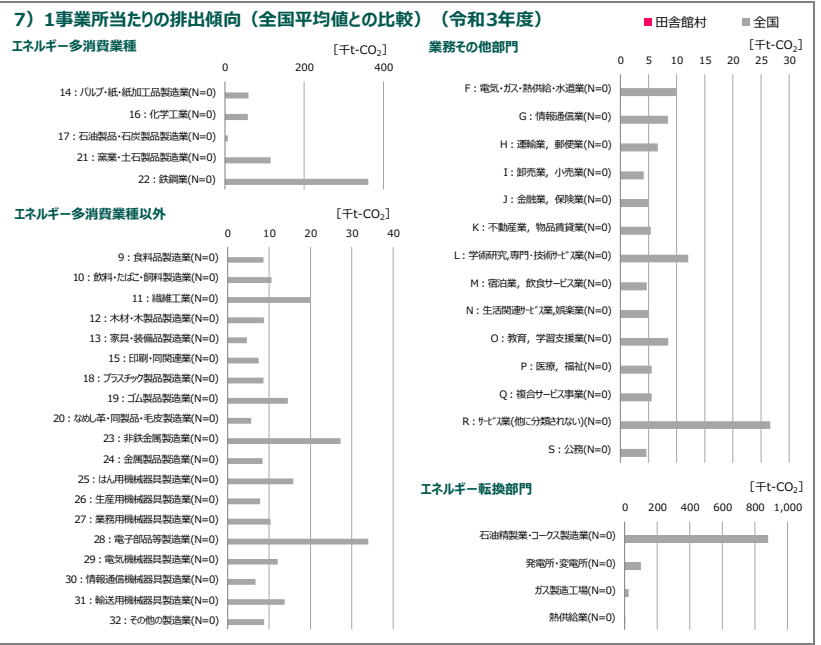 7）1事業所当たりの排出傾向（全国平均値との比較）（令和3年度）
■田舎館村 ■全国
エネルギー多消費業種
[千t-CO₂]
0 200 400
14：パルプ・紙・紙加工品製造業(N=0)
16：化学工業(N=0)
17：石油製品・石炭製品製造業(N=0)
21：窯業・土石製品製造業(N=0)
22：鉄鋼業(N=0)
エネルギー多消費業種以外
[千t-CO₂]
0 10 20 30 40
9：食料品製造業(N=0)
10：飲料・たばこ・飼料製造業(N=0)
11：繊維工業(N=0)
12：木材・木製品製造業(N=0)
13：家具・装備品製造業(N=0)
15：印刷・同関連業(N=0)
18：プラスチック製品製造業(N=0)
19：ゴム製品製造業(N=0)
20：なめし革・同製品・毛皮製造業(N=0)
23：非鉄金属製造業(N=0)
24：金属製品製造業(N=0)
25：はん用機械器具製造業(N=0)
26：生産用機械器具製造業(N=0)
27：業務用機械器具製造業(N=0)
28：電子部品等製造業(N=0)
29：電気機械器具製造業(N=0)
30：情報通信機械器具製造業(N=0)
31：輸送用機械器具製造業(N=0)
32：その他の製造業(N=0)
業務その他部門
[千t-CO₂]
0 5 10 15 20 25 30
F：電気・ガス・熱供給・水道業(N=0)
G：情報通信業(N=0)
H：運輸業，郵便業(N=0)
I：卸売業，小売業(N=0)
J：金融業，保険業(N=0)
K：不動産業，物品賃貸業(N=0)
L：学術研究,専門・技術ｻｰﾋﾞｽ業(N=0)
M：宿泊業，飲食サービス業(N=0)
N：生活関連ｻｰﾋﾞｽ業,娯楽業(N=0)
O：教育，学習支援業(N=0)
P：医療，福祉(N=0)
Q：複合サービス事業(N=0)
R：ｻｰﾋﾞｽ業(他に分類されない)(N=0)
S：公務(N=0)
エネルギー転換部門
[千t-CO₂]
0 200 400 600 800 1,000
石油精製業・コークス製造業(N=0)
発電所・変電所(N=0)
ガス製造工場(N=0)
熱供給業(N=0)